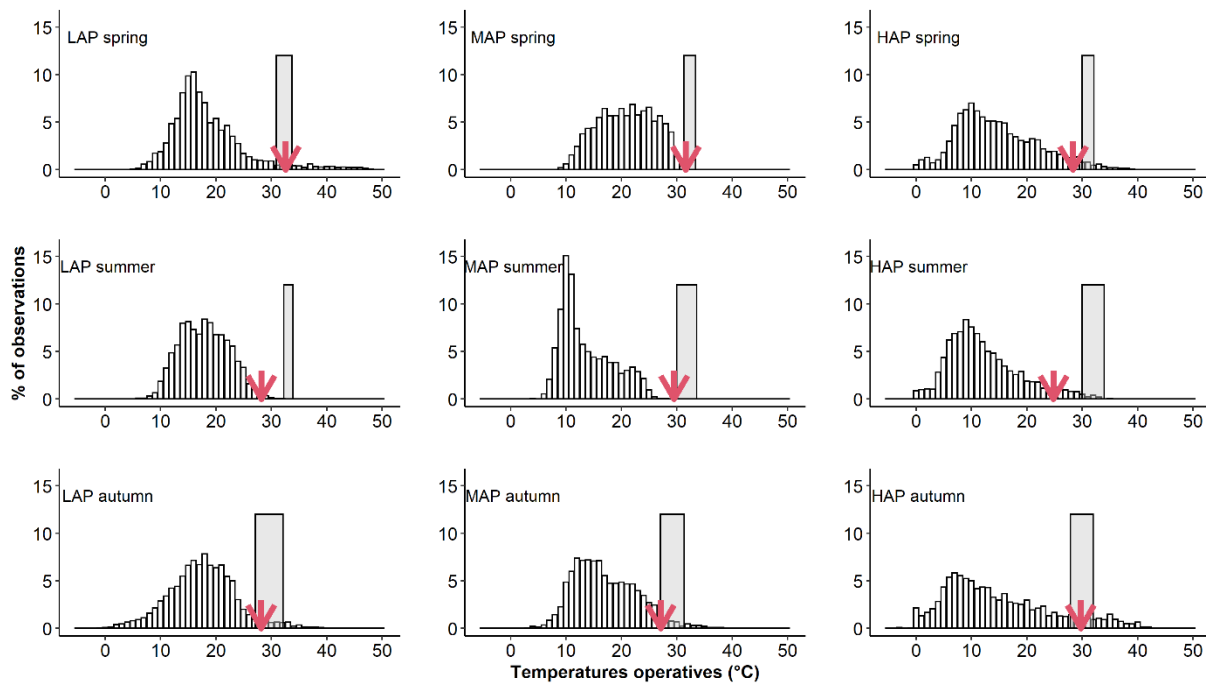 LAP spring
MAP spring
HAP spring
15
10
5
0
0 10 20 30 40 50
15
10
5
0
0 10 20 30 40 50
15
10
5
0
0 10 20 30 40 50
% of observations
LAP summer
MAP summer
HAP summer
15
10
5
0
0 10 20 30 40 50
15
10
5
0
0 10 20 30 40 50
15
10
5
0
0 10 20 30 40 50
LAP autumn
MAP autumn
HAP autumn
15
10
5
0
0 10 20 30 40 50
15
10
5
0
0 10 20 30 40 50
15
10
5
0
0 10 20 30 40 50
Temperatures operatives (°C)